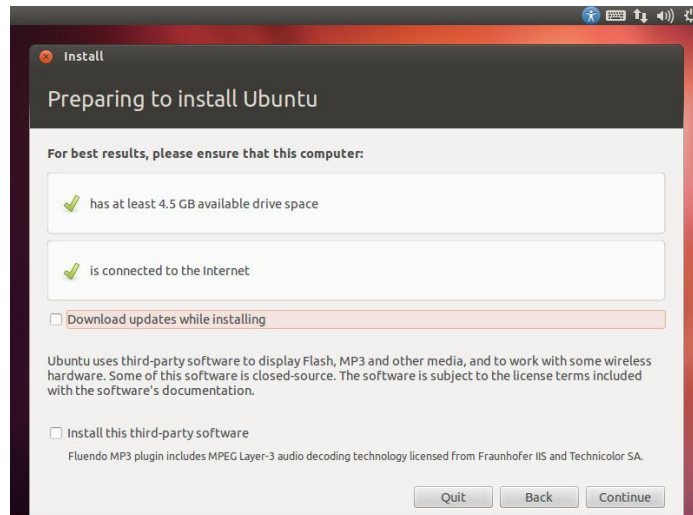 Install
Preparing to install Ubuntu
For best results, please ensure that this computer:
has at least 4.5 GB available drive space
is connected to the Internet
Download updates while installing
Ubuntu uses third-party software to display Flash, MP3 and other media, and to work with some wireless
hardware. Some of this software is closed-source. The software is subject to the license terms included
with the software's documentation.
Install this third-party software
Fluendo MP3 plugin includes MPEG Layer-3 audio decoding technology licensed from Fraunhofer IIS and Technicolor SA.
Quit Back Continue